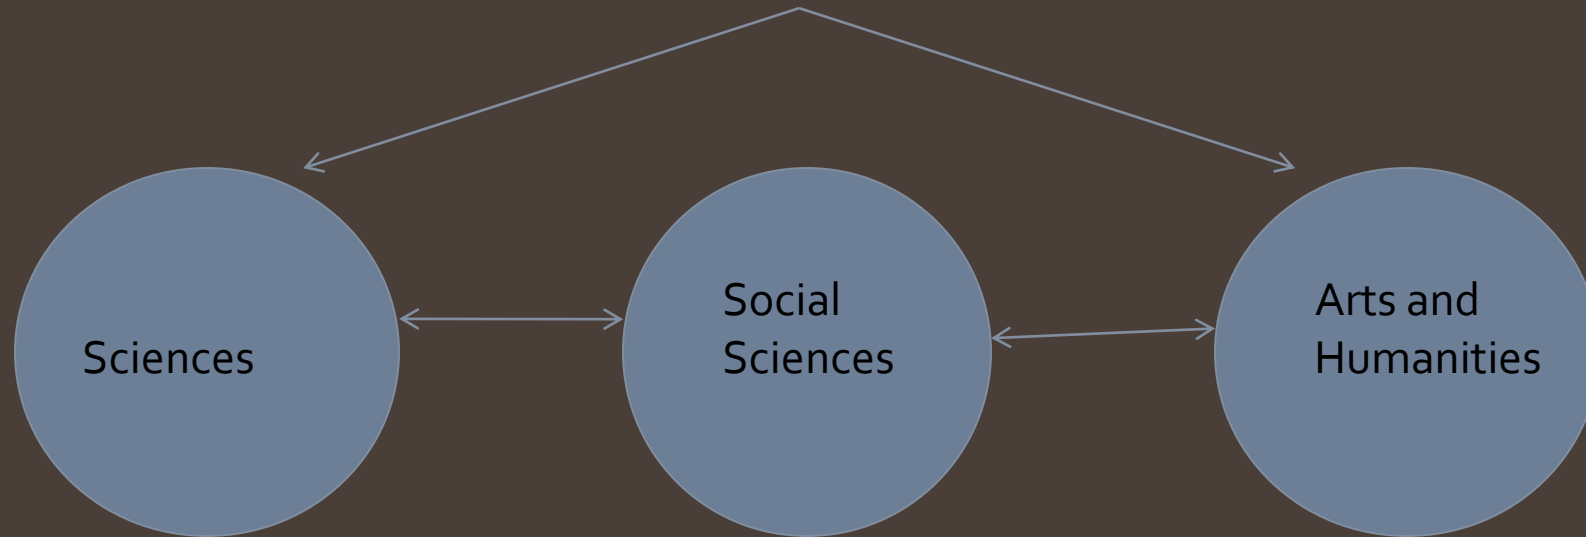 Sciences
Social
Sciences
Arts and
Humanities